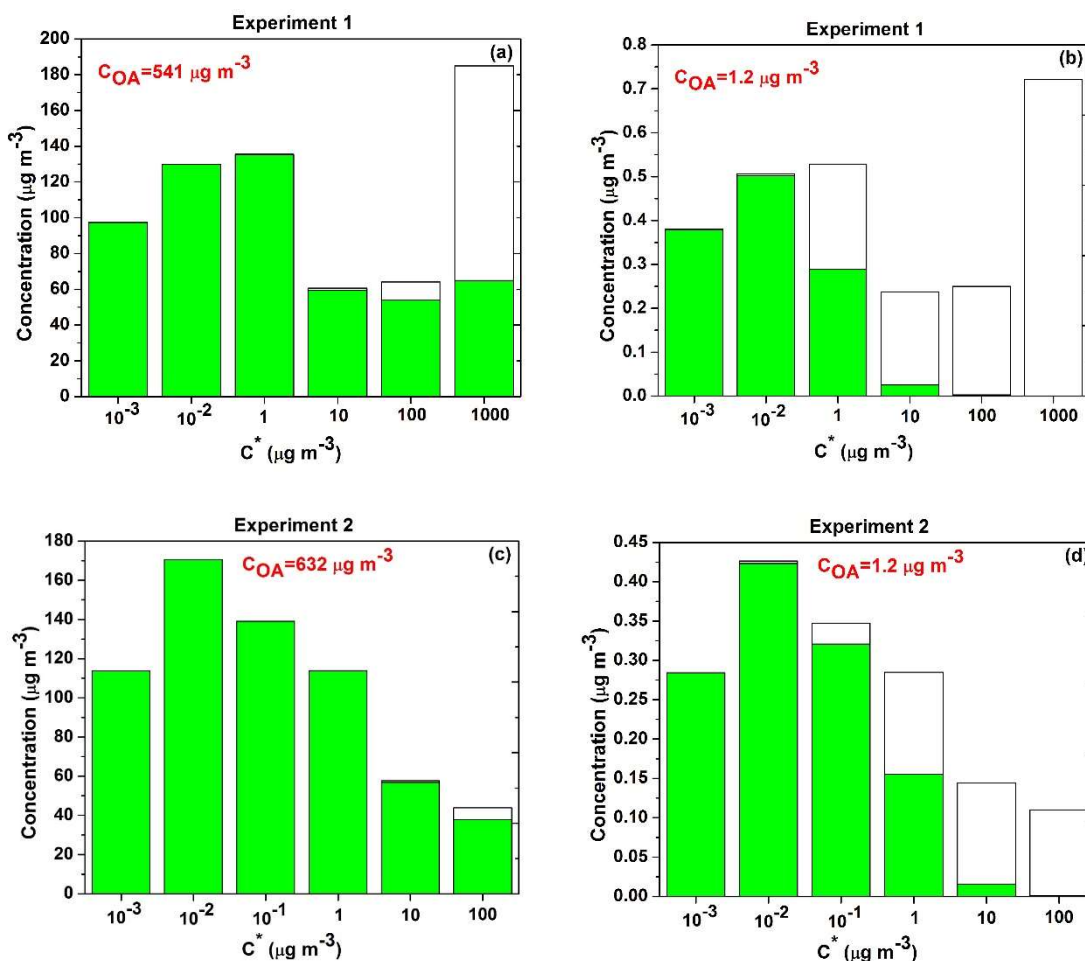 Experiment 1
(a)
C_OA=541 μg m⁻³
200
180
160
140
120
100
80
60
40
20
0
Concentration (μg m⁻³)
10⁻³ 10⁻² 1 10 100 1000
C* (μg m⁻³)
Experiment 1
(b)
C_OA=1.2 μg m⁻³
0.8
0.7
0.6
0.5
0.4
0.3
0.2
0.1
0.0
Concentration (μg m⁻³)
10⁻³ 10⁻² 1 10 100 1000
C* (μg m⁻³)
Experiment 2
(c)
C_OA=632 μg m⁻³
180
160
140
120
100
80
60
40
20
0
Concentration (μg m⁻³)
10⁻³ 10⁻² 10⁻¹ 1 10 100
C* (μg m⁻³)
Experiment 2
(d)
C_OA=1.2 μg m⁻³
0.45
0.40
0.35
0.30
0.25
0.20
0.15
0.10
0.05
0.00
Concentration (μg m⁻³)
10⁻³ 10⁻² 10⁻¹ 1 10 100
C* (μg m⁻³)